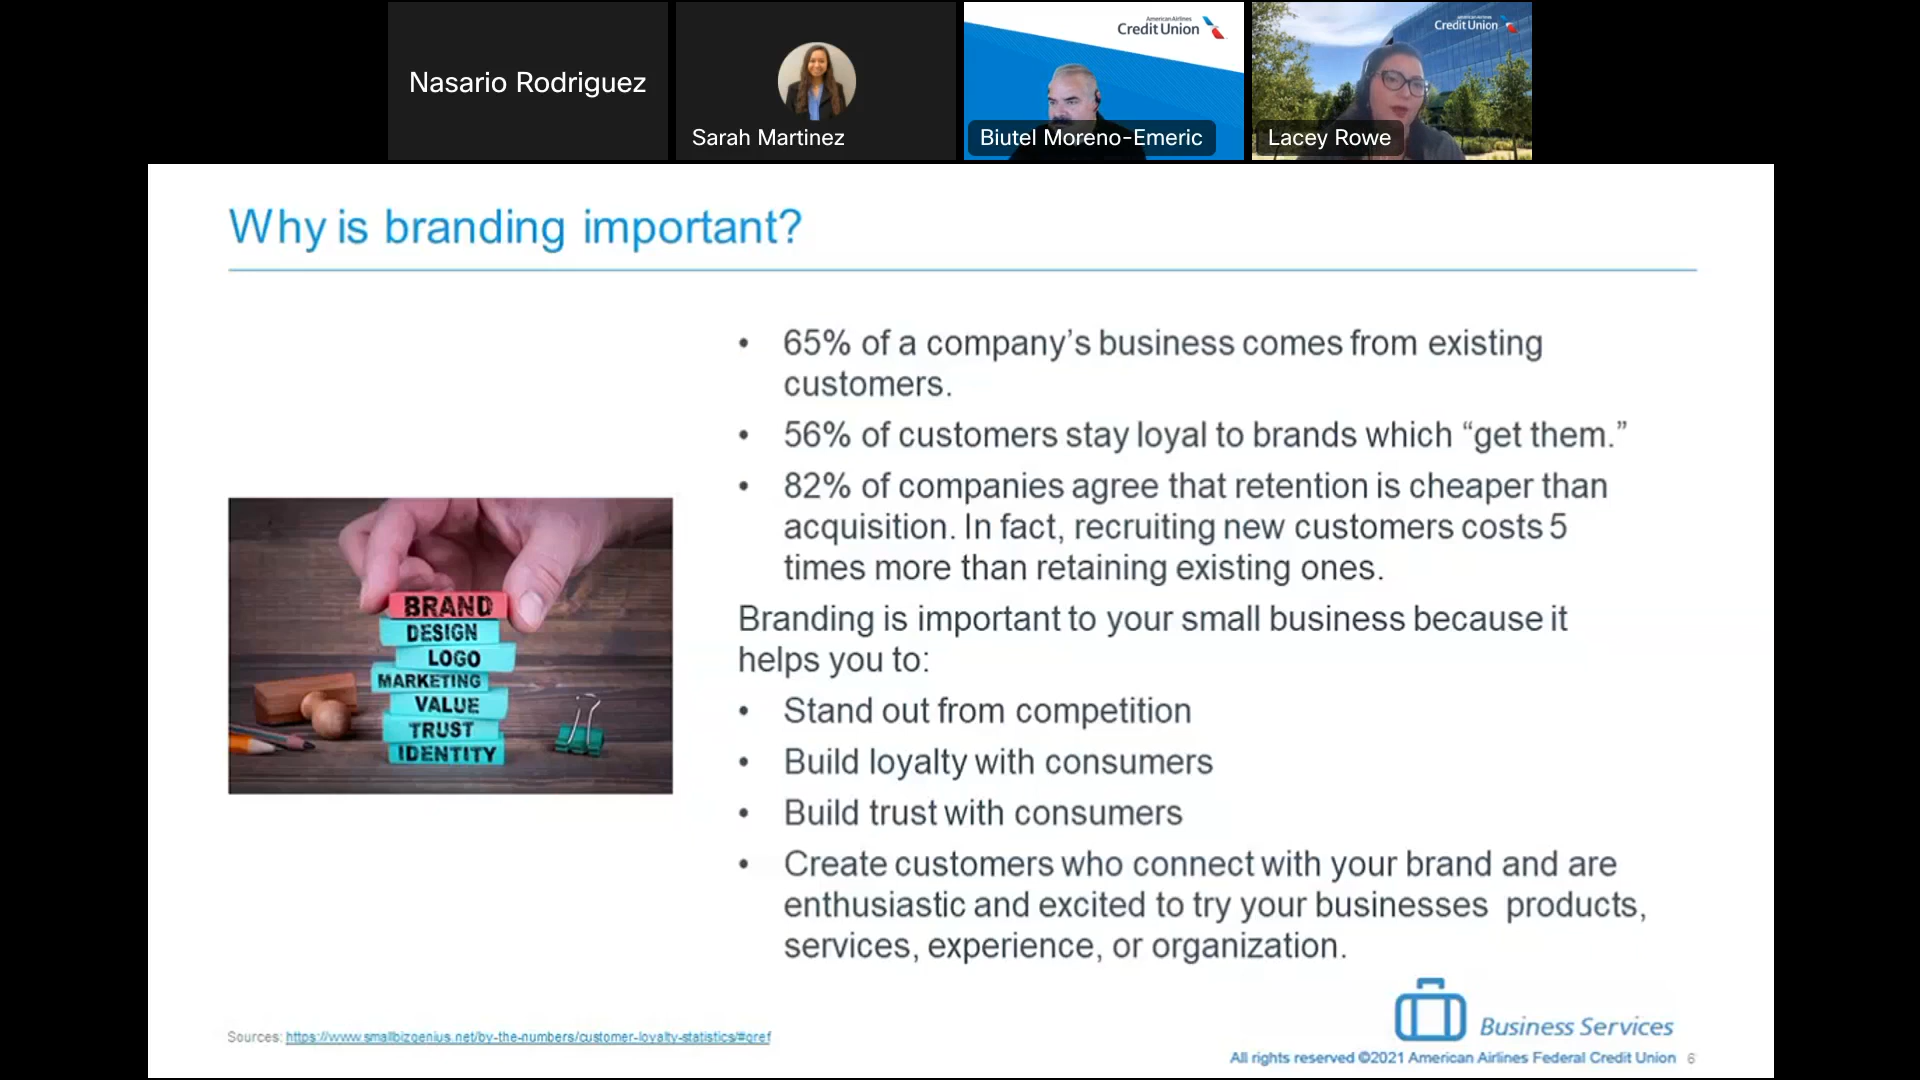 Nasario Rodriguez
Sarah Martinez
American Airlines
Credit Union
Biutel Moreno-Emeric
Credit Union
Lacey Rowe
Why is branding important?
• 65% of a company’s business comes from existing
customers.
• 56% of customers stay loyal to brands which “get them.”
• 82% of companies agree that retention is cheaper than
acquisition. In fact, recruiting new customers costs 5
times more than retaining existing ones.
Branding is important to your small business because it
helps you to:
• Stand out from competition
• Build loyalty with consumers
• Build trust with consumers
• Create customers who connect with your brand and are
enthusiastic and excited to try your businesses products,
services, experience, or organization.
BRAND
DESIGN
LOGO
MARKETING
VALUE
TRUST
IDENTITY
Sources: https://www.smallbizgenius.net/by-the-numbers/customer-loyalty-statistics/#gref
Business Services
All rights reserved ©2021 American Airlines Federal Credit Union 6